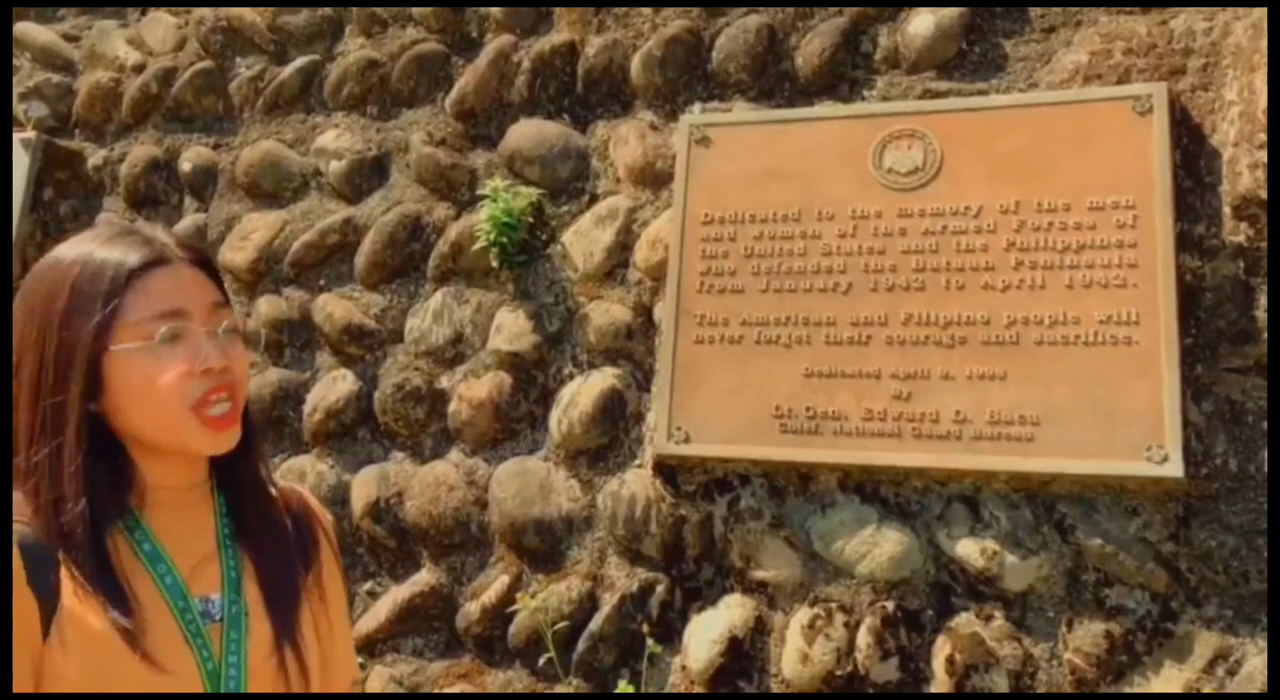 Dedicated to the memory of the men
and women of the Armed Forces of
the United States and the Philippines
who defended the Bataan Peninsula
from January 1942 to April 1942.
The American and Filipino people will
never forget their courage and sacrifice.
Dedicated April 9,
By
Lt. Gen. Edward D. Baca
Chief, National Guard Bureau